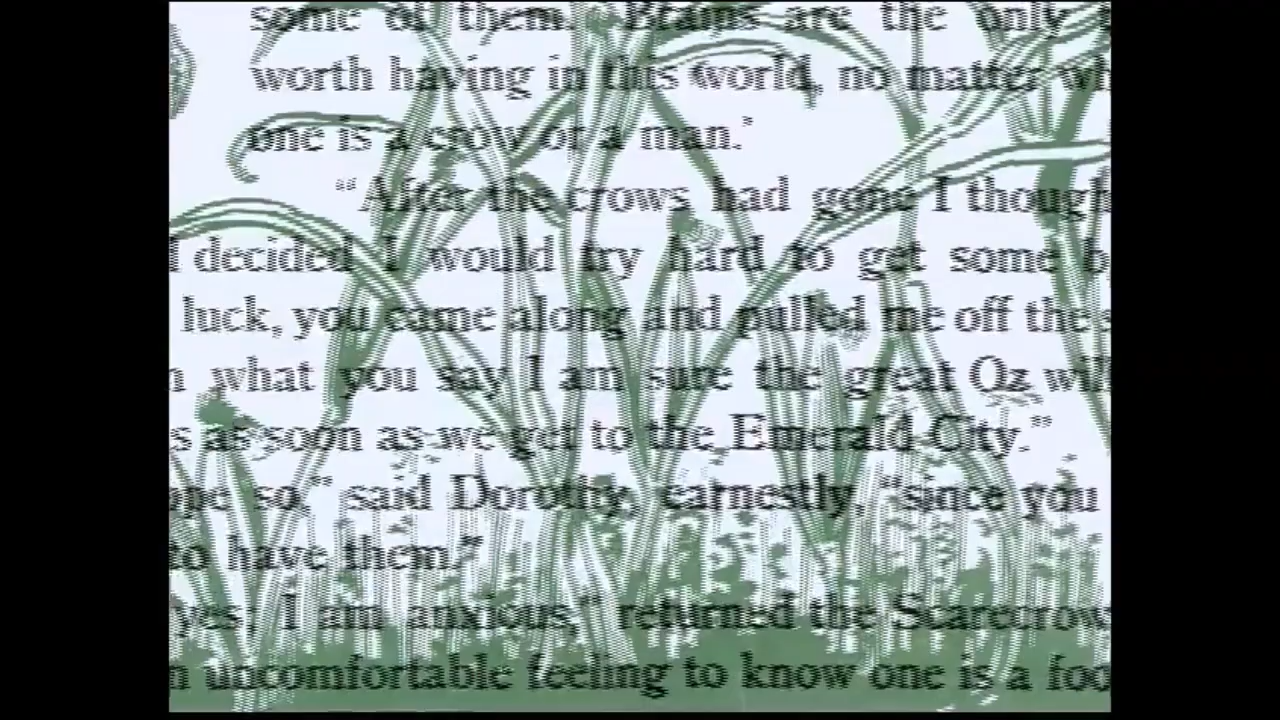 some of them. Brains are the only
worth having in this world, no matter wh
one is a crow or a man.'
"After the crows had gone I though
I decided I would try hard to get some b
luck, you came along and pulled me off the s
n what you say I am sure the great Oz will
s as soon as we get to the Emerald City."
ope so," said Dorothy, earnestly, "since you
to have them."
yes; I am anxious," returned the Scarecrow
n uncomfortable feeling to know one is a foo